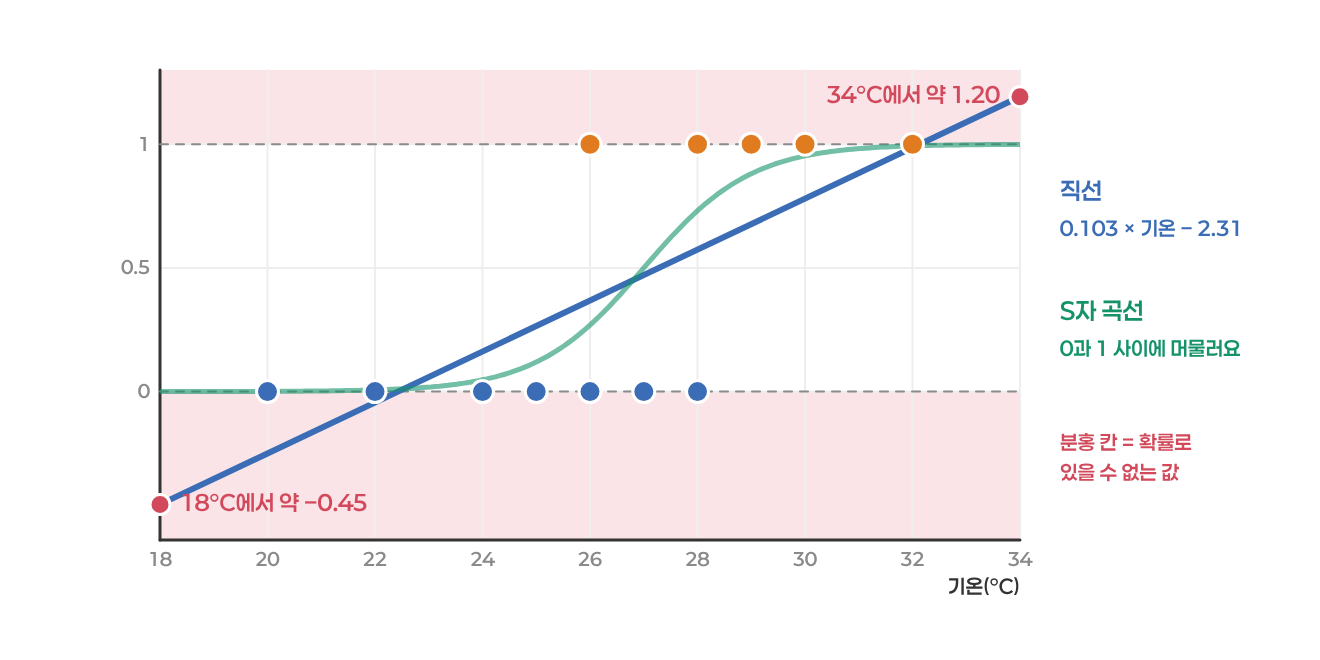 34°C에서 약 1.20
1
0.5
0
18°C에서 약 −0.45
18 20 22 24 26 28 30 32 34
기온(°C)
직선
0.103 × 기온 − 2.31
S자 곡선
0과 1 사이에 머물러요
분홍 칸 = 확률로
있을 수 없는 값